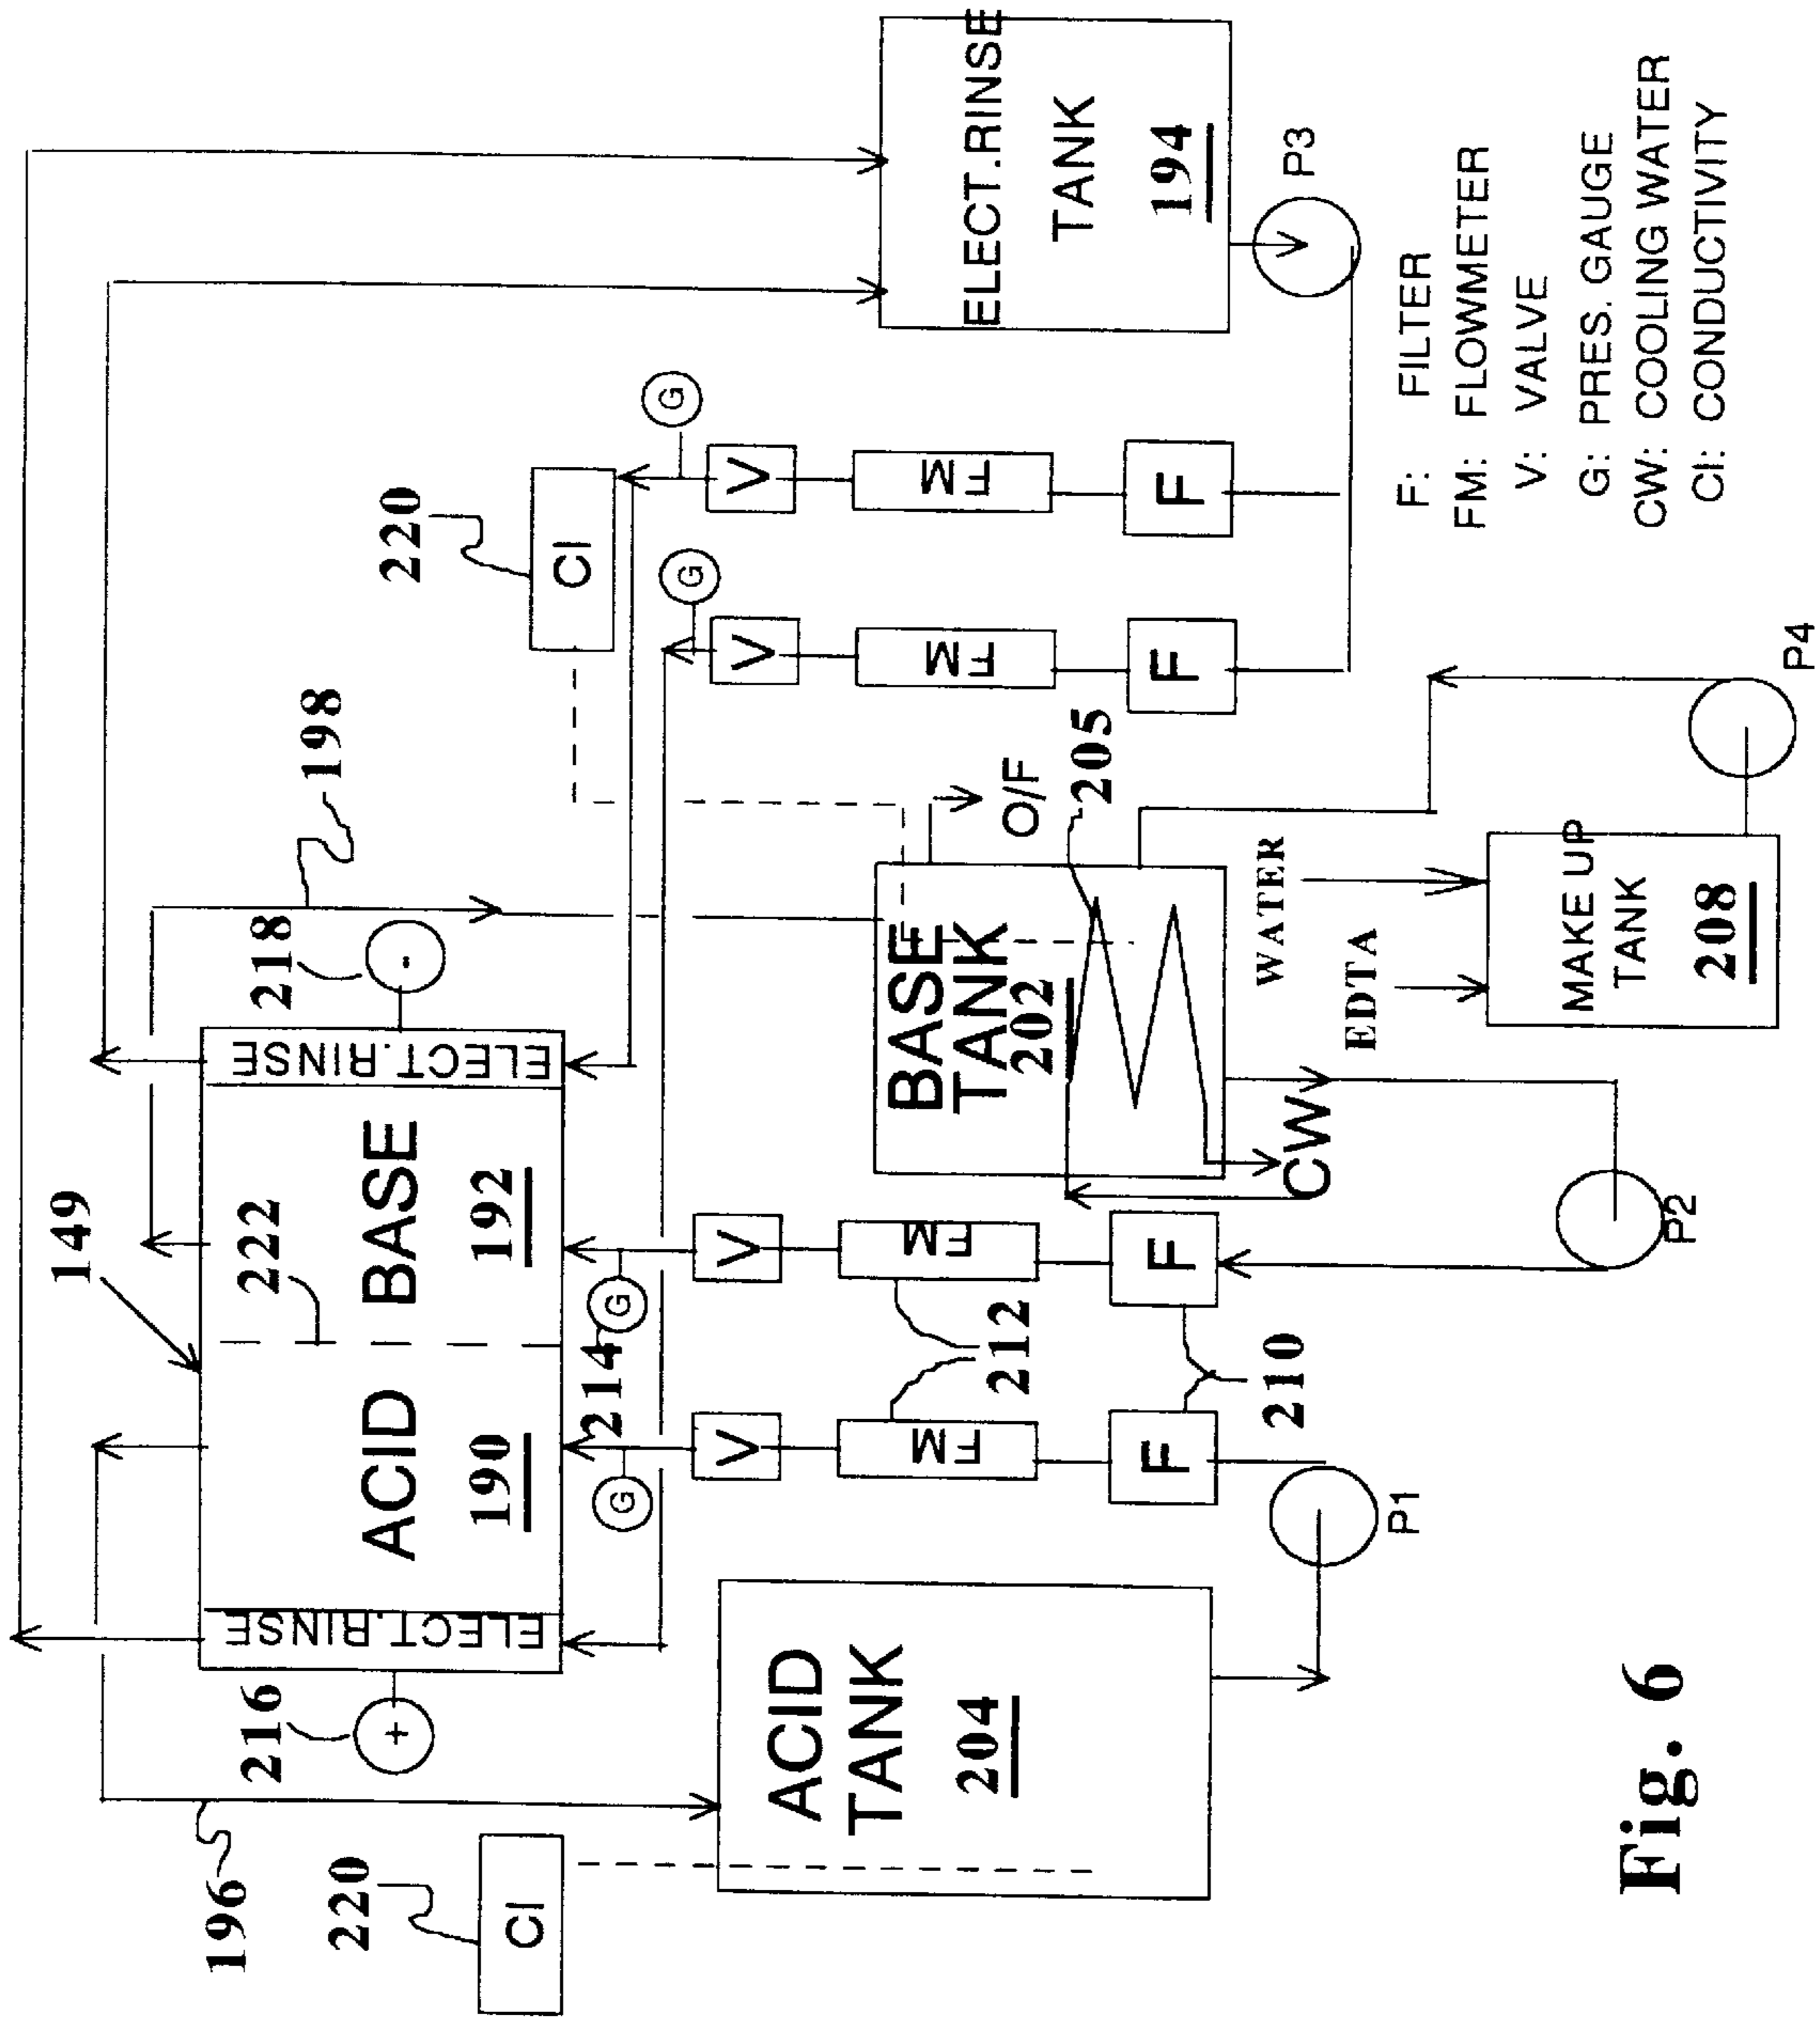 149
196
216
+
ELECT.RINSE
ACID
190
222
BASE
192
ELECT.RINSE
218
-
198
220
CI
220
CI
G
214
G
G
G
V
V
V
V
FM
FM
FM
FM
212
F
F
F
F
210
ACID
TANK
204
P1
BASE
TANK
202
O/F
205
CW
P2
WATER
EDTA
MAKE UP
TANK
208
P4
ELECT.RINSE
TANK
194
P3
F: FILTER
FM: FLOWMETER
V: VALVE
G: PRES. GAUGE
CW: COOLING WATER
CI: CONDUCTIVITY
Fig. 6